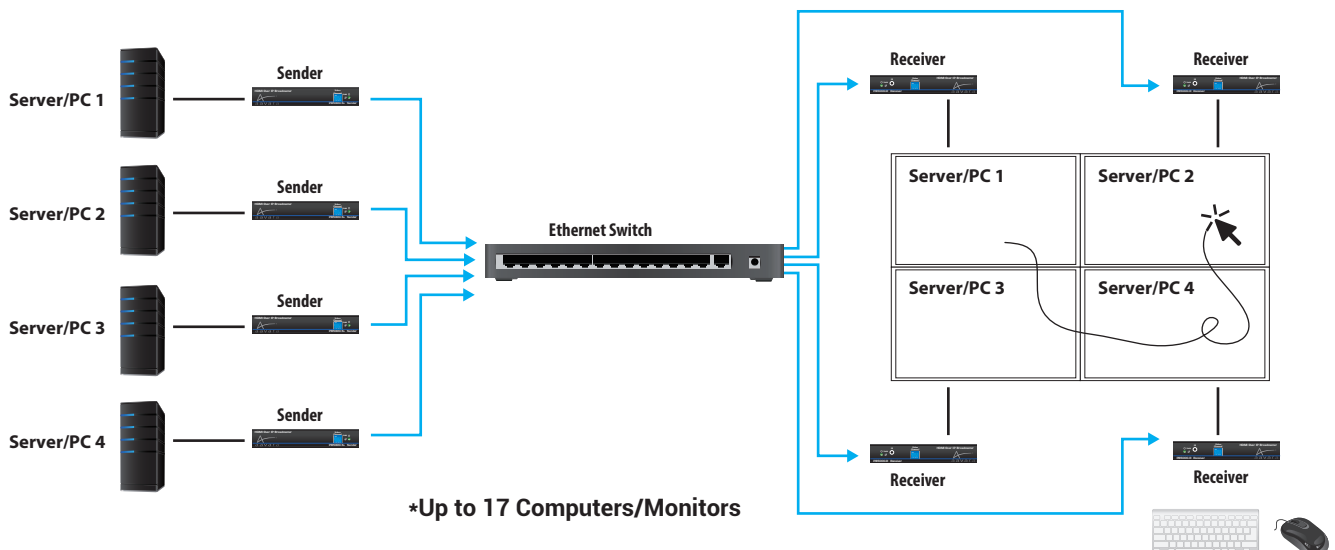 Server/PC 1
Sender
Server/PC 2
Sender
Server/PC 3
Sender
Server/PC 4
Sender
Ethernet Switch
*Up to 17 Computers/Monitors
Receiver
Receiver
Server/PC 1
Server/PC 2
Server/PC 3
Server/PC 4
Receiver
Receiver